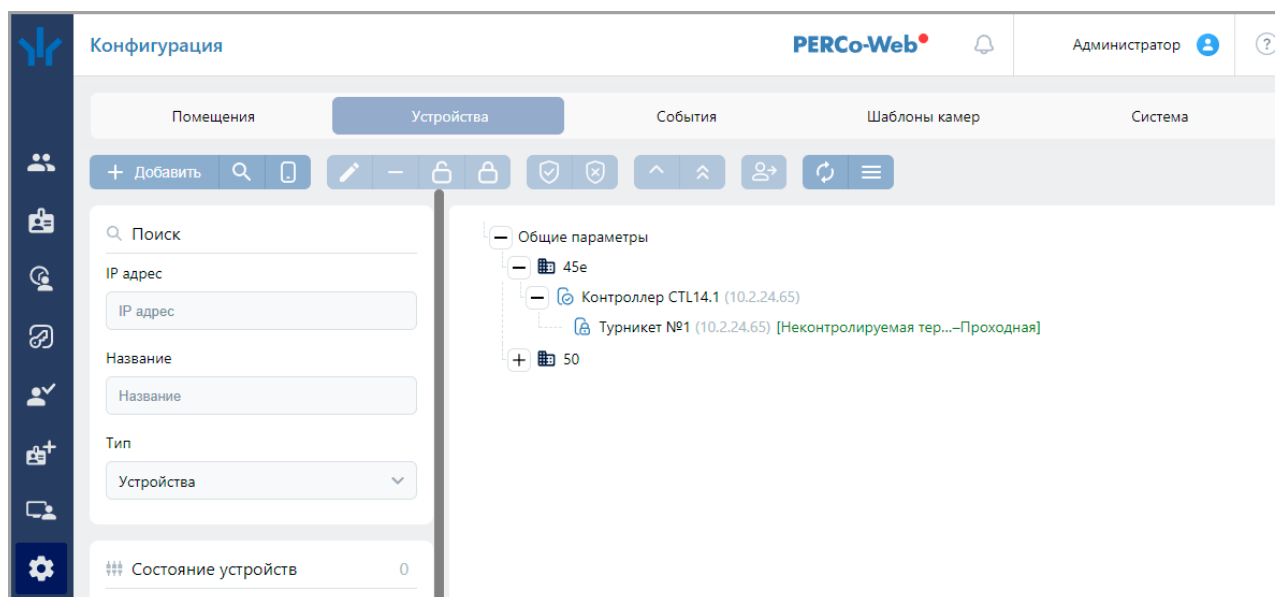 Конфигурация
PERCo-Web
Администратор
?
Помещения
Устройства
События
Шаблоны камер
Система
+ Добавить
Поиск
IP адрес
IP адрес
Название
Название
Тип
Устройства
Состояние устройств 0
Общие параметры
45e
Контроллер CTL14.1 (10.2.24.65)
Турникет №1 (10.2.24.65) [Неконтролируемая тер...–Проходная]
50